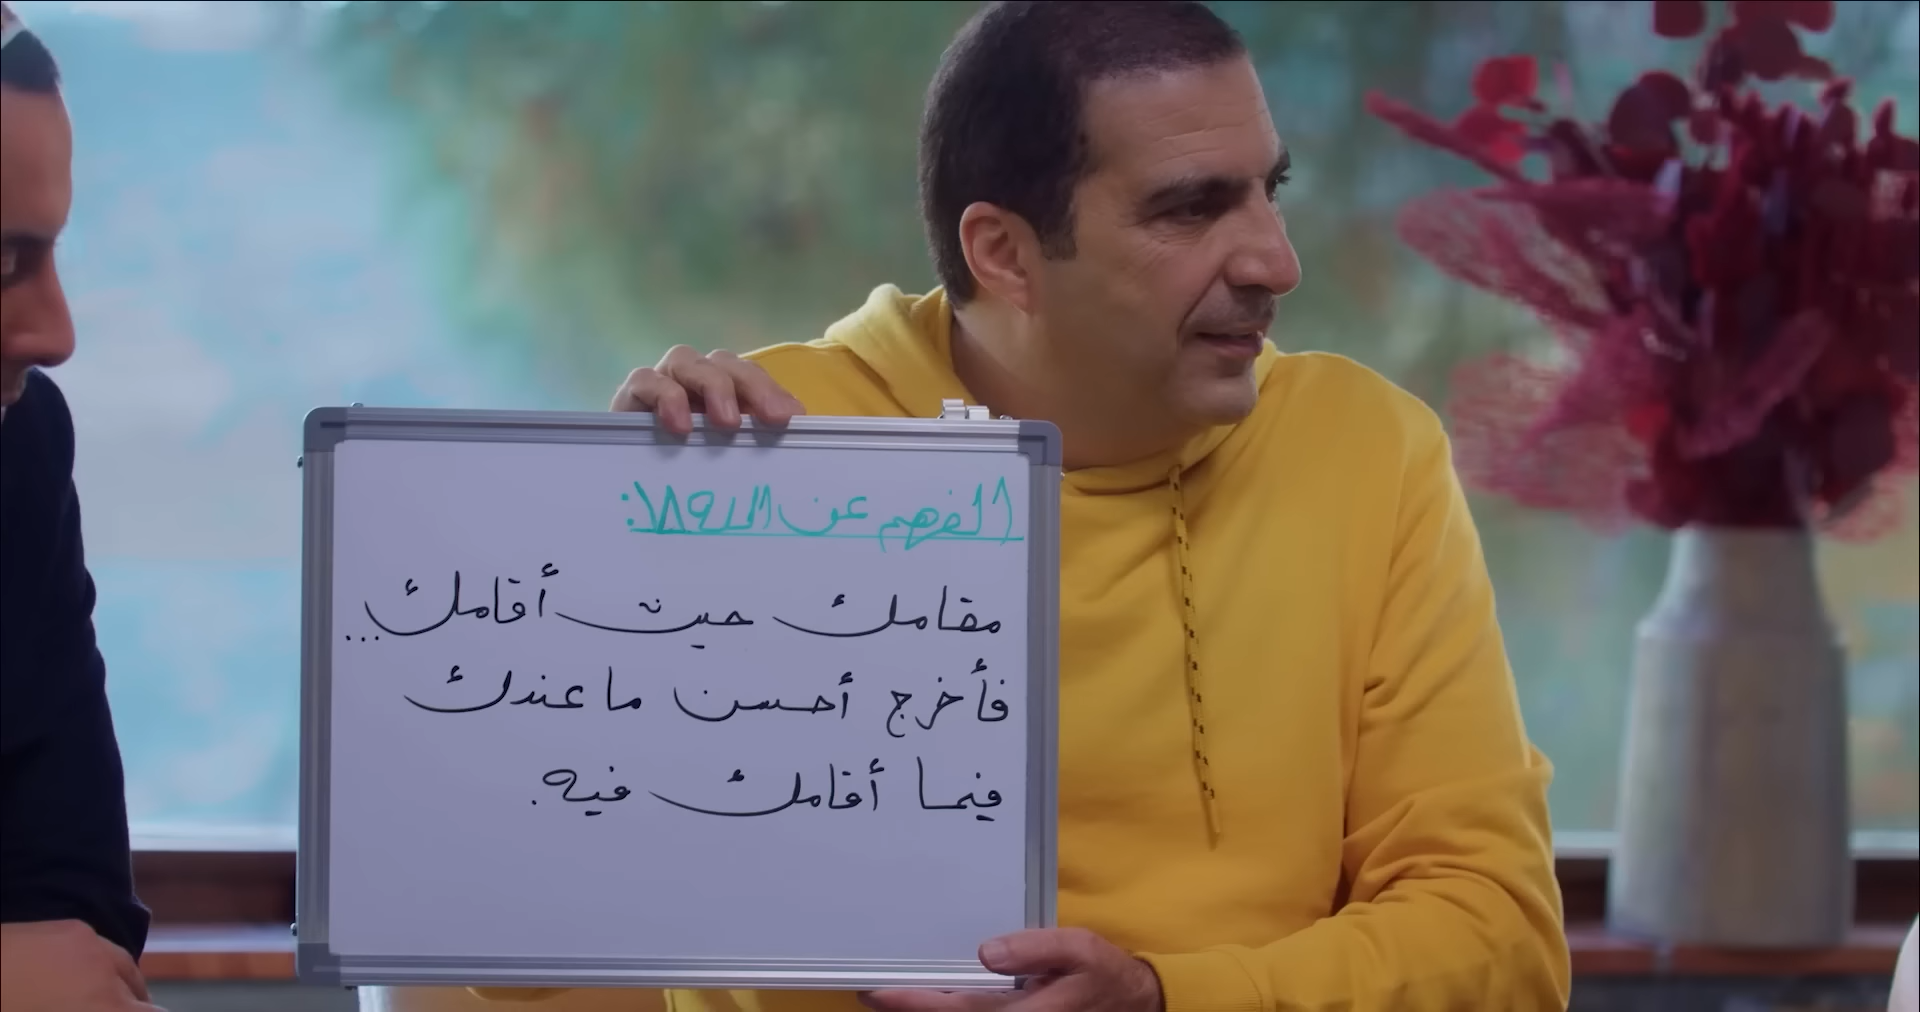 الفهم عن الله
مقامك حيث أقامك...
فأخرج أحسن ما عندك
فيما أقامك فيه.